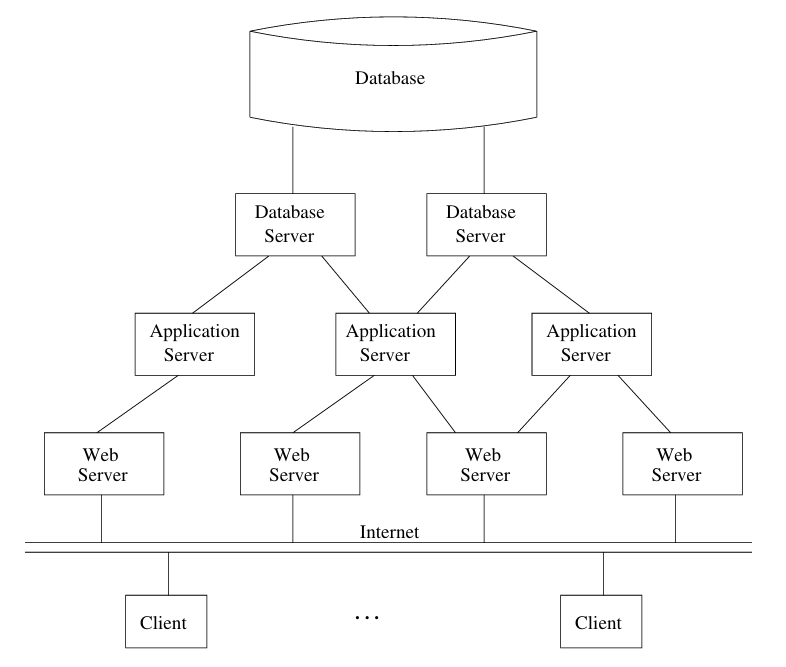 Database
Database
Server
Database
Server
Application
Server
Application
Server
Application
Server
Web
Server
Web
Server
Web
Server
Web
Server
Internet
Client
...
Client